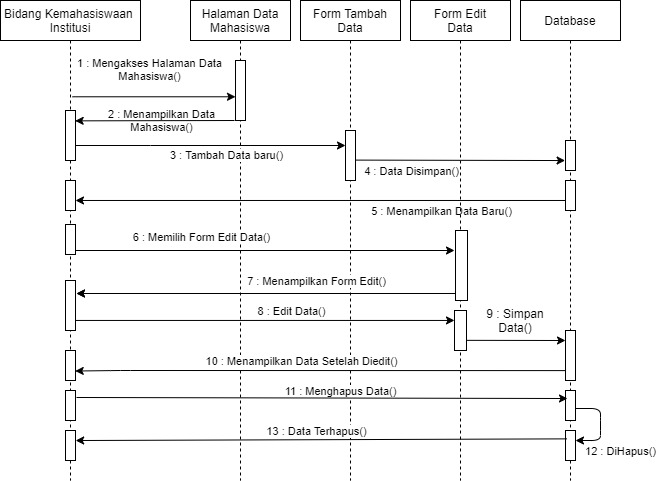 Bidang Kemahasiswaan
Institusi
Halaman Data
Mahasiswa
Form Tambah
Data
Form Edit
Data
Database
1 : Mengakses Halaman Data
Mahasiswa()
2 : Menampilkan Data
Mahasiswa()
3 : Tambah Data baru()
4 : Data Disimpan()
5 : Menampilkan Data Baru()
6 : Memilih Form Edit Data()
7 : Menampilkan Form Edit()
8 : Edit Data()
9 : Simpan
Data()
10 : Menampilkan Data Setelah Diedit()
11 : Menghapus Data()
13 : Data Terhapus()
12 : DiHapus()